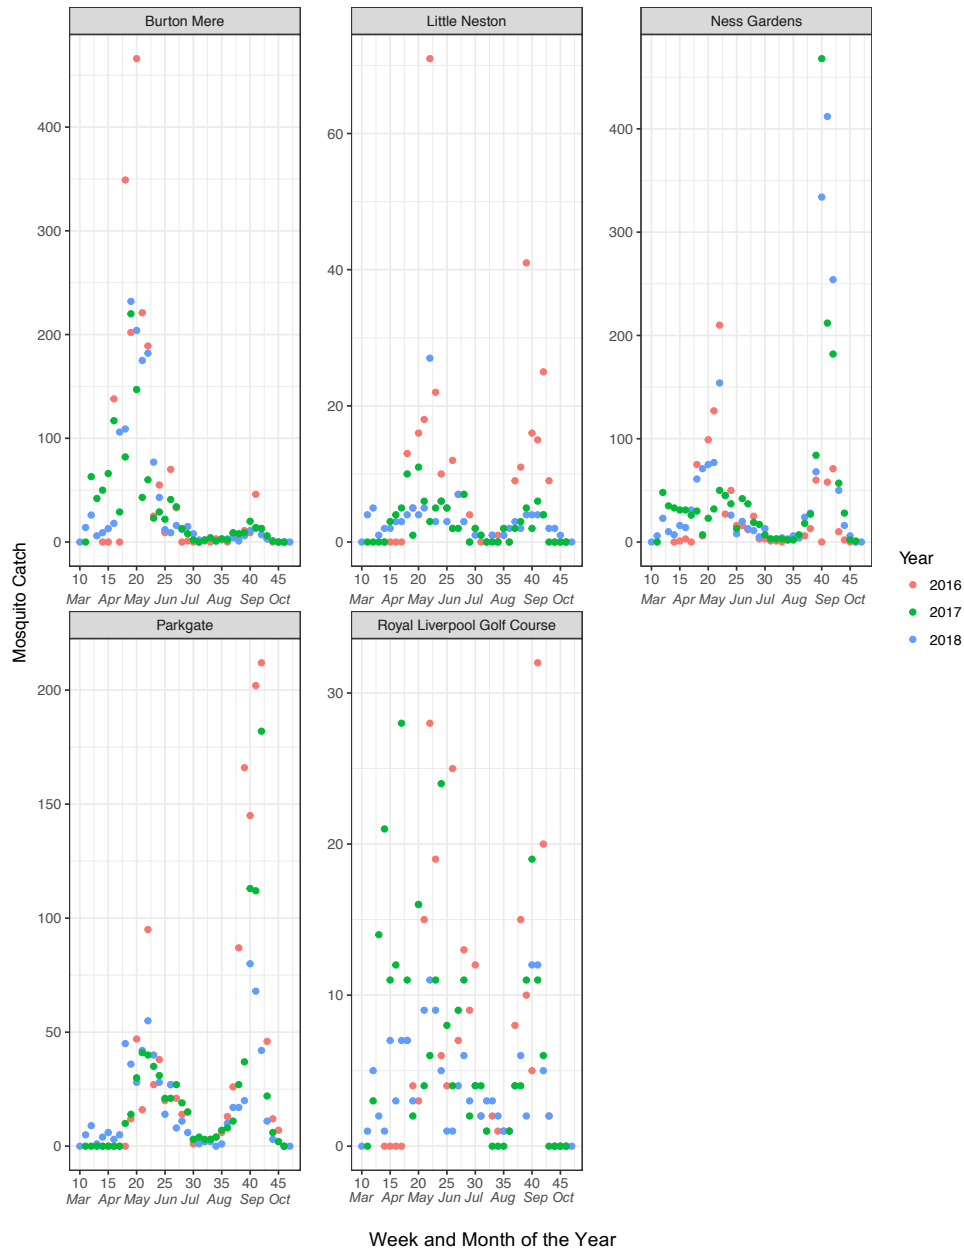 Burton Mere
Little Neston
Ness Gardens
400
300
200
100
0
60
40
20
0
400
300
200
100
0
10 15 20 25 30 35 40 45
Mar Apr May Jun Jul Aug Sep Oct
10 15 20 25 30 35 40 45
Mar Apr May Jun Jul Aug Sep Oct
10 15 20 25 30 35 40 45
Mar Apr May Jun Jul Aug Sep Oct
Mosquito Catch
Year
2016
2017
2018
Parkgate
Royal Liverpool Golf Course
200
150
100
50
0
30
20
10
0
10 15 20 25 30 35 40 45
Mar Apr May Jun Jul Aug Sep Oct
10 15 20 25 30 35 40 45
Mar Apr May Jun Jul Aug Sep Oct
Week and Month of the Year